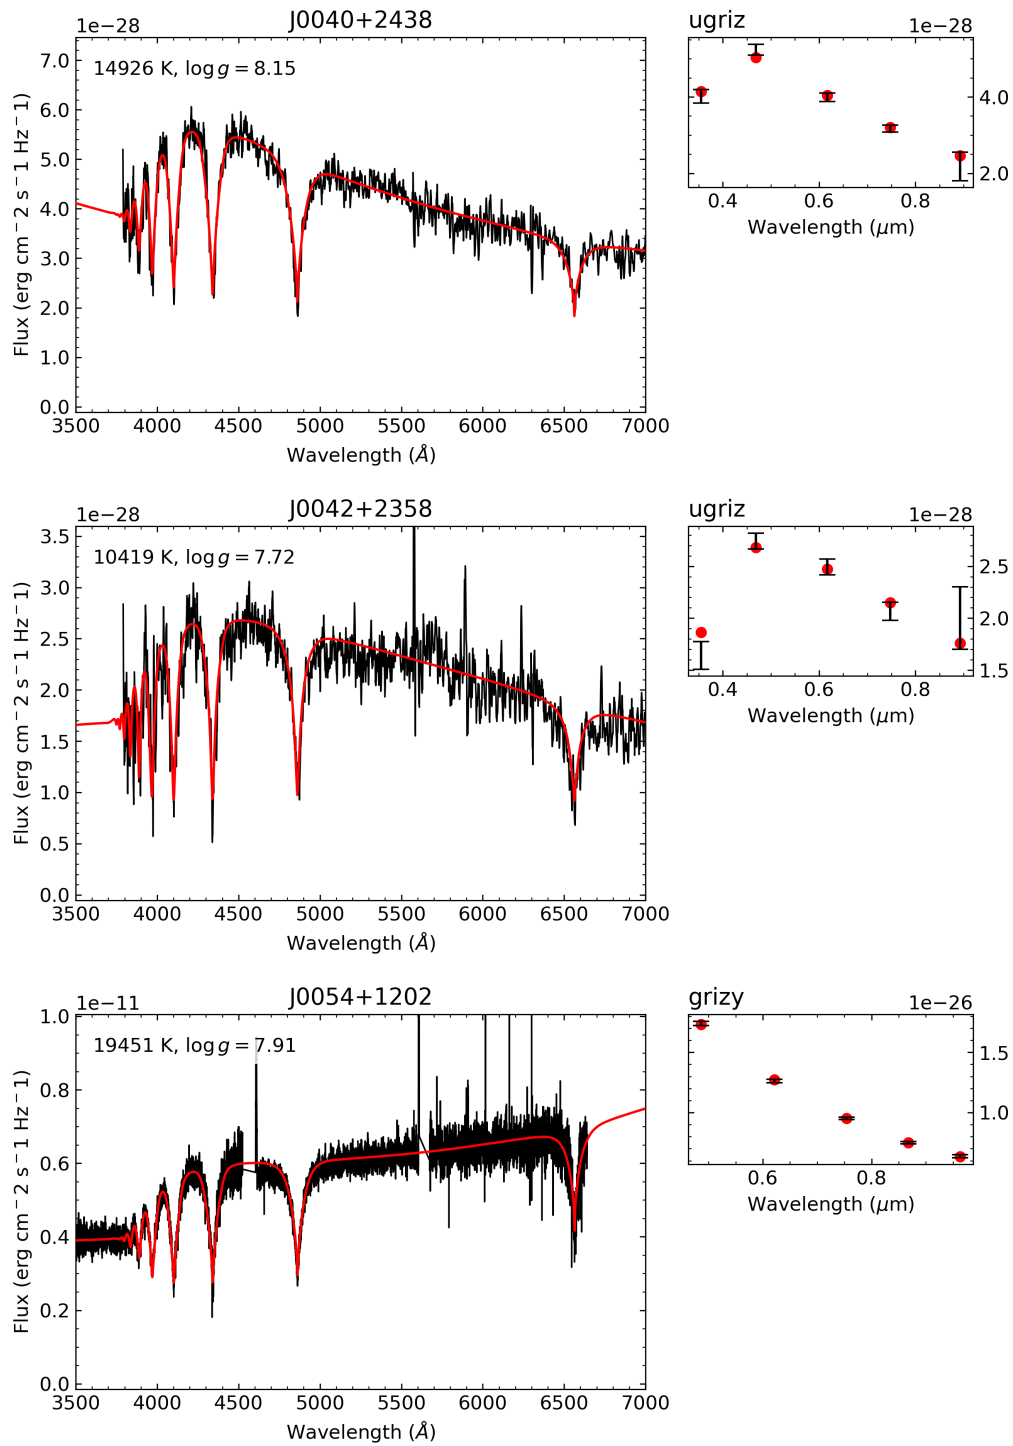 J0040+2438
1e−28
14926 K, log g = 8.15
7.0
6.0
5.0
4.0
3.0
2.0
1.0
0.0
Flux (erg cm−2 s−1 Hz−1)
3500 4000 4500 5000 5500 6000 6500 7000
Wavelength (Å)
ugriz
1e−28
4.0
2.0
0.4 0.6 0.8
Wavelength (μm)
J0042+2358
1e−28
10419 K, log g = 7.72
3.5
3.0
2.5
2.0
1.5
1.0
0.5
0.0
Flux (erg cm−2 s−1 Hz−1)
3500 4000 4500 5000 5500 6000 6500 7000
Wavelength (Å)
ugriz
1e−28
2.5
2.0
1.5
0.4 0.6 0.8
Wavelength (μm)
J0054+1202
1e−11
19451 K, log g = 7.91
1.0
0.8
0.6
0.4
0.2
0.0
Flux (erg cm−2 s−1 Hz−1)
3500 4000 4500 5000 5500 6000 6500 7000
Wavelength (Å)
grizy
1e−26
1.5
1.0
0.6 0.8
Wavelength (μm)